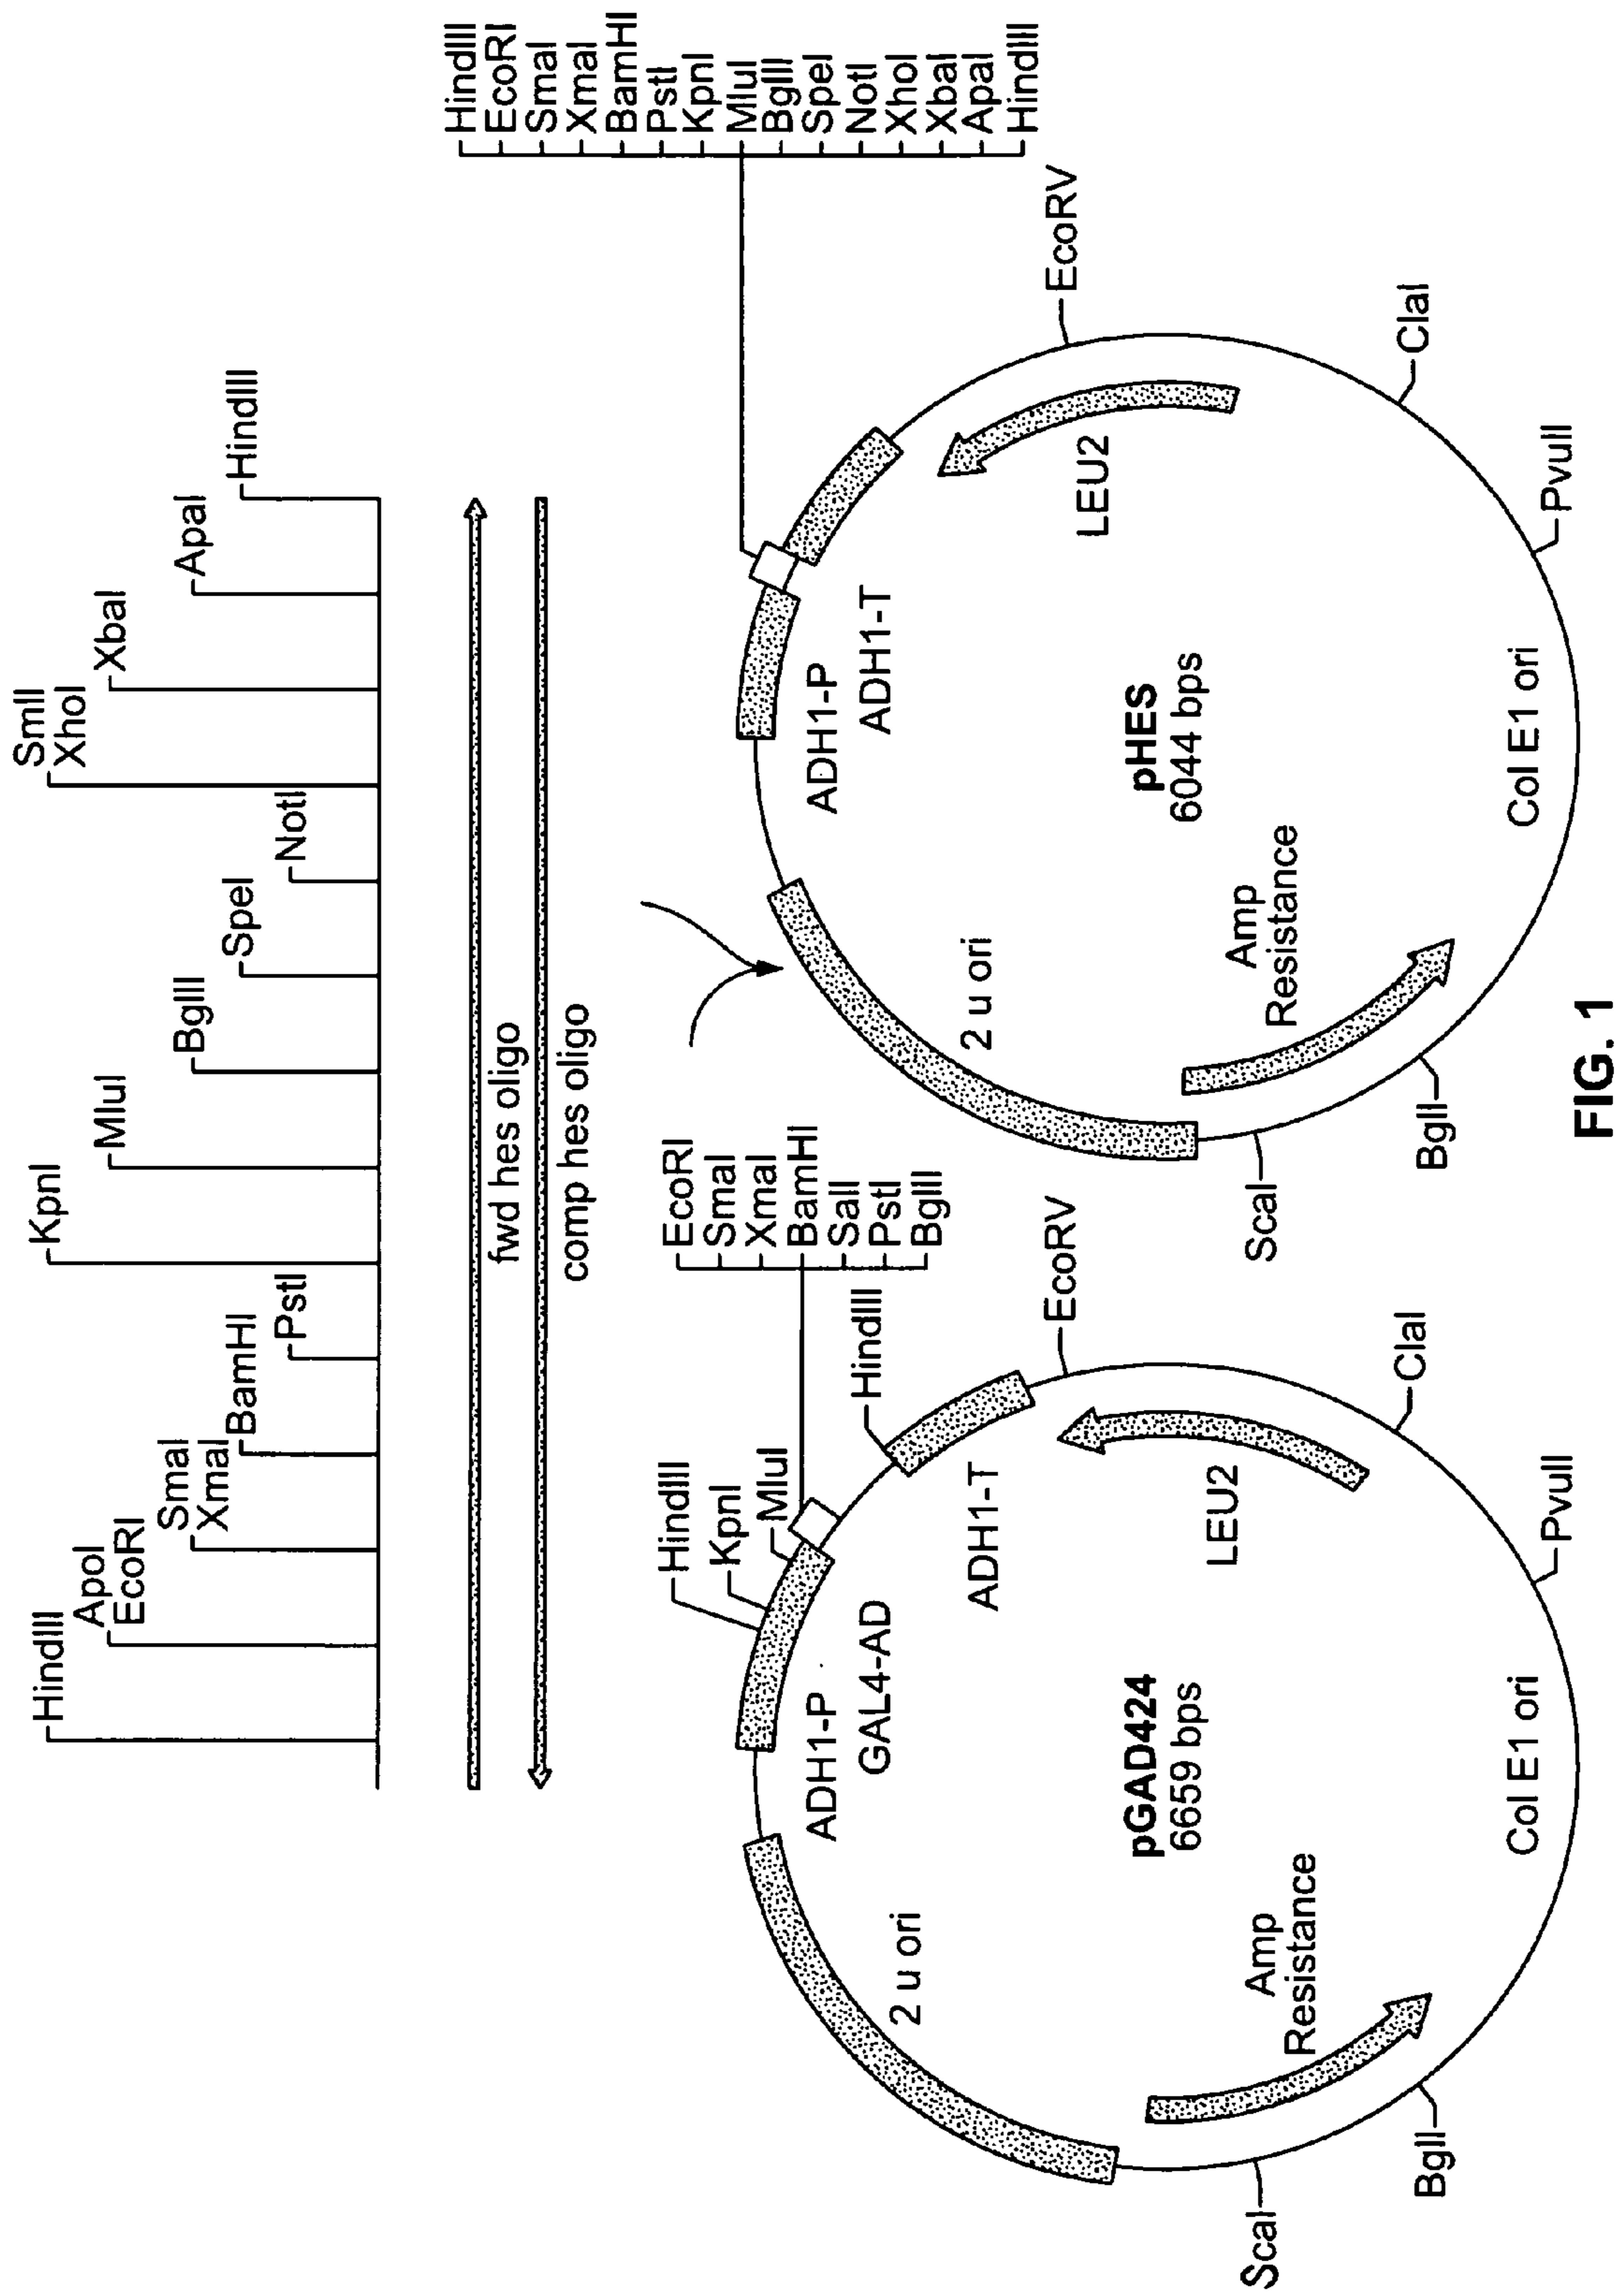 HindIII
ApoI
EcoRI
SmaI
XmaI
BamHI
PstI
KpnI
MluI
BglII
SpeI
NotI
SmlI
XhoI
XbaI
ApaI
HindIII
fwd hes oligo
comp hes oligo
HindIII
KpnI
MluI
EcoRI
SmaI
XmaI
BamHI
SalI
PstI
BglII
HindIII
EcoRV
ClaI
PvuII
BglI
ScaI
2 u ori
ADH1-P
GAL4-AD
ADH1-T
LEU2
pGAD424
6659 bps
Amp
Resistance
Col E1 ori
HindIII
EcoRI
SmaI
XmaI
BamHI
PstI
KpnI
MluI
BglII
SpeI
NotI
XhoI
XbaI
ApaI
HindIII
EcoRV
ClaI
PvuII
BglI
ScaI
2 u ori
ADH1-P
ADH1-T
LEU2
pHES
6044 bps
Amp
Resistance
Col E1 ori
FIG. 1